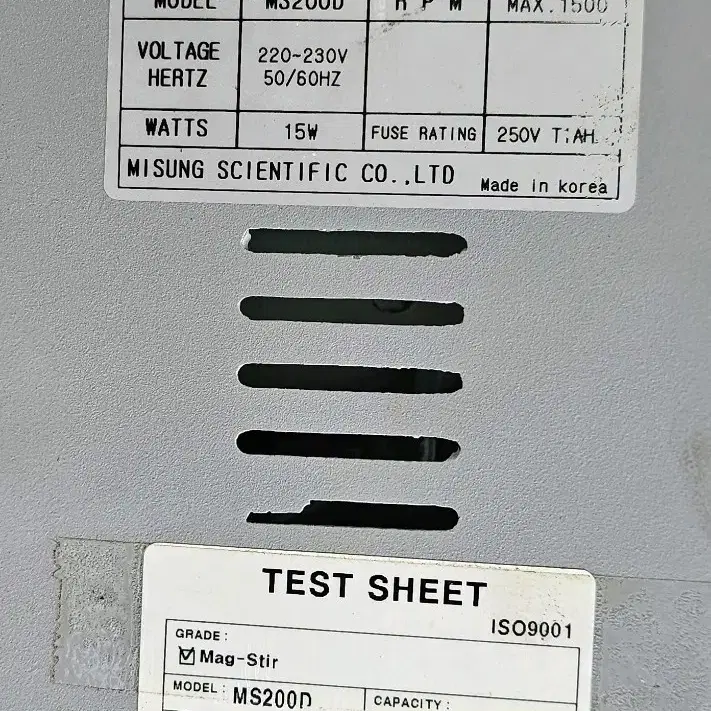 MODEL MS200D R P M MAX.1500
VOLTAGE 220~230V
HERTZ 50/60HZ
WATTS 15W FUSE RATING 250V T:AH
MISUNG SCIENTIFIC CO.,LTD Made in korea
TEST SHEET
ISO9001
GRADE:
☑ Mag-Stir
MODEL: MS200D CAPACITY: